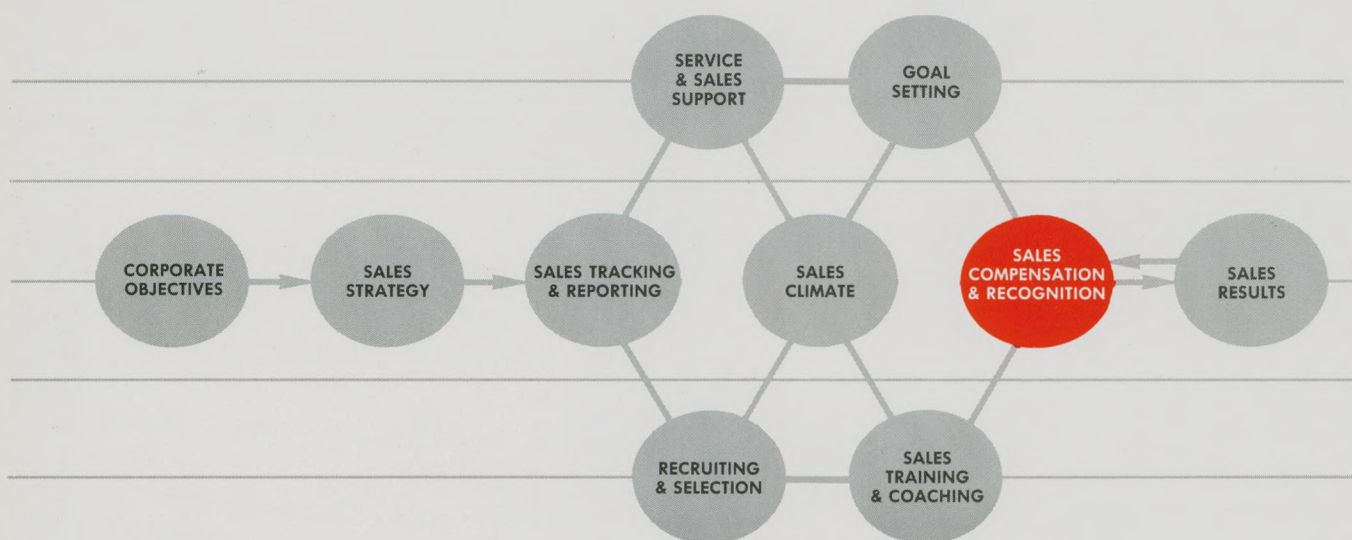 SERVICE
& SALES
SUPPORT
GOAL
SETTING
CORPORATE
OBJECTIVES
SALES
STRATEGY
SALES TRACKING
& REPORTING
SALES
CLIMATE
SALES
COMPENSATION
& RECOGNITION
SALES
RESULTS
RECRUITING
& SELECTION
SALES
TRAINING
& COACHING